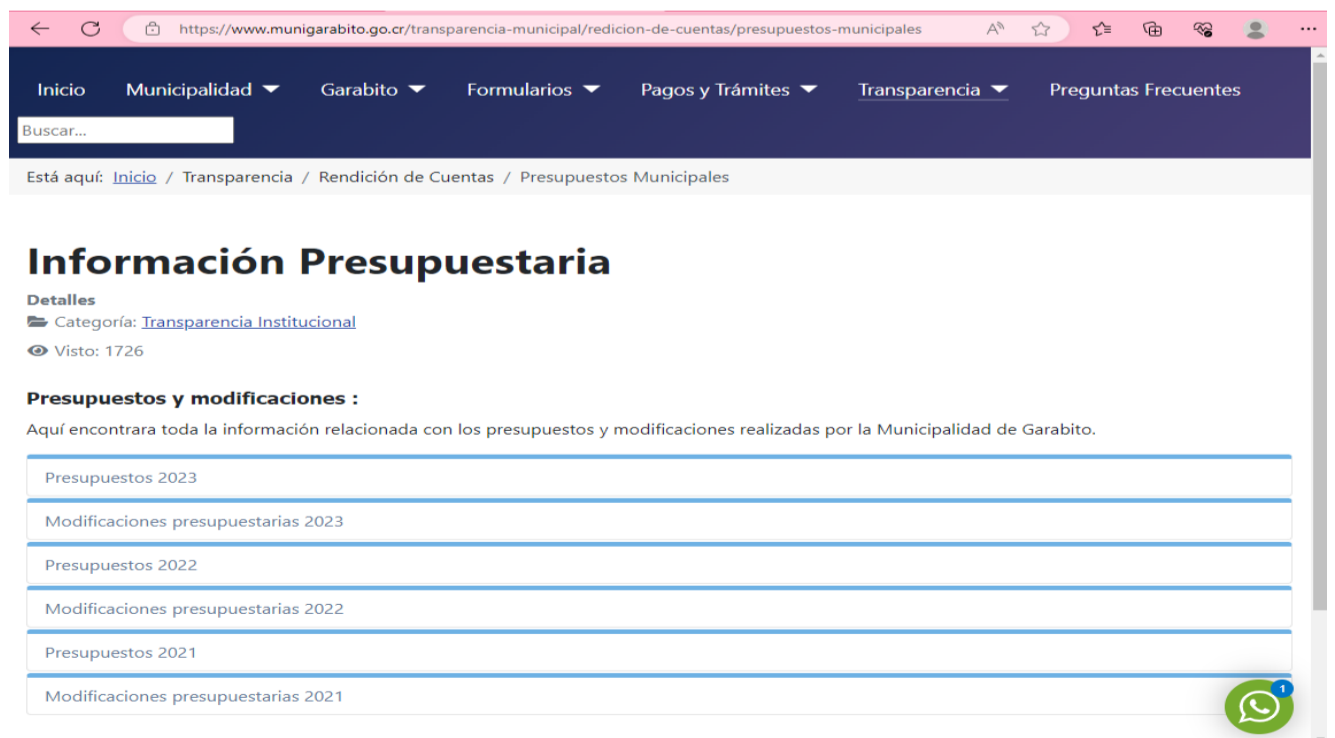 https://www.munigarabito.go.cr/transparencia-municipal/redicion-de-cuentas/presupuestos-municipales
Inicio Municipalidad Garabito Formularios Pagos y Trámites Transparencia Preguntas Frecuentes
Buscar...
Está aquí: Inicio / Transparencia / Rendición de Cuentas / Presupuestos Municipales
Información Presupuestaria
Detalles
Categoría: Transparencia Institucional
Visto: 1726
Presupuestos y modificaciones :
Aquí encontrara toda la información relacionada con los presupuestos y modificaciones realizadas por la Municipalidad de Garabito.
Presupuestos 2023
Modificaciones presupuestarias 2023
Presupuestos 2022
Modificaciones presupuestarias 2022
Presupuestos 2021
Modificaciones presupuestarias 2021
1